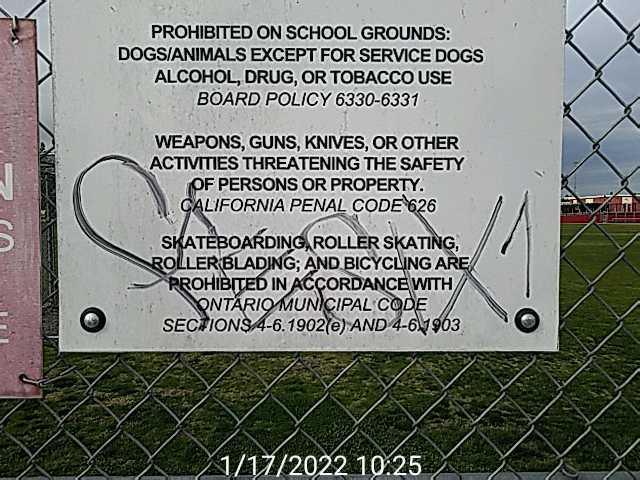 PROHIBITED ON SCHOOL GROUNDS:
DOGS/ANIMALS EXCEPT FOR SERVICE DOGS
ALCOHOL, DRUG, OR TOBACCO USE
BOARD POLICY 6330-6331
WEAPONS, GUNS, KNIVES, OR OTHER
ACTIVITIES THREATENING THE SAFETY
OF PERSONS OR PROPERTY.
CALIFORNIA PENAL CODE 626
SKATEBOARDING, ROLLER SKATING,
ROLLER BLADING; AND BICYCLING ARE
PROHIBITED IN ACCORDANCE WITH
ONTARIO MUNICIPAL CODE
SECTIONS 4-6.1902(e) AND 4-6.1903
N
S
E
1/17/2022 10:25